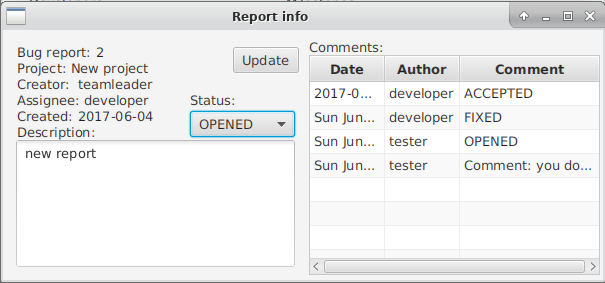 Report info
Bug report: 2
Project: New project
Creator: teamleader
Assignee: developer
Created: 2017-06-04
Description:
new report
Update
Status:
OPENED
Comments:
Date Author Comment
2017-0... developer ACCEPTED
Sun Jun... developer FIXED
Sun Jun... tester OPENED
Sun Jun... tester Comment: you do...